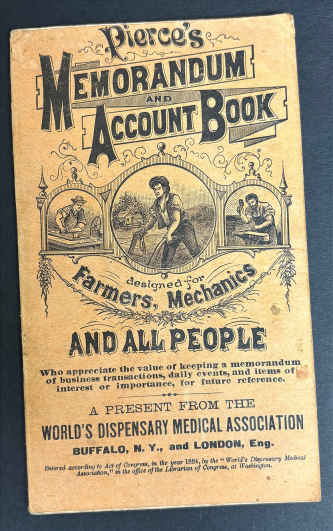 Pierce's
MEMORANDUM
AND
ACCOUNT BOOK
designed for
Farmers, Mechanics
AND ALL PEOPLE
Who appreciate the value of keeping a memorandum
of business transactions, daily events, and items of
interest or importance, for future reference.
A PRESENT FROM THE
WORLD'S DISPENSARY MEDICAL ASSOCIATION
BUFFALO, N. Y., and LONDON, Eng.
Entered according to Act of Congress, in the year 1884, by the "World's Dispensary Medical
Association," in the office of the Librarian of Congress, at Washington.